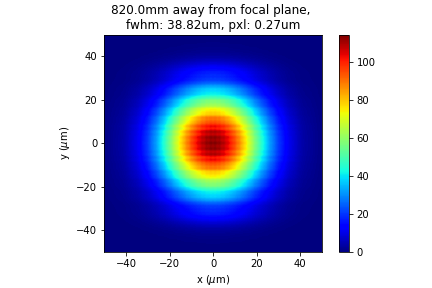 820.0mm away from focal plane,
fwhm: 38.82um, pxl: 0.27um
40
20
0
−20
−40
y (μm)
−40 −20 0 20 40
x (μm)
100
80
60
40
20
0